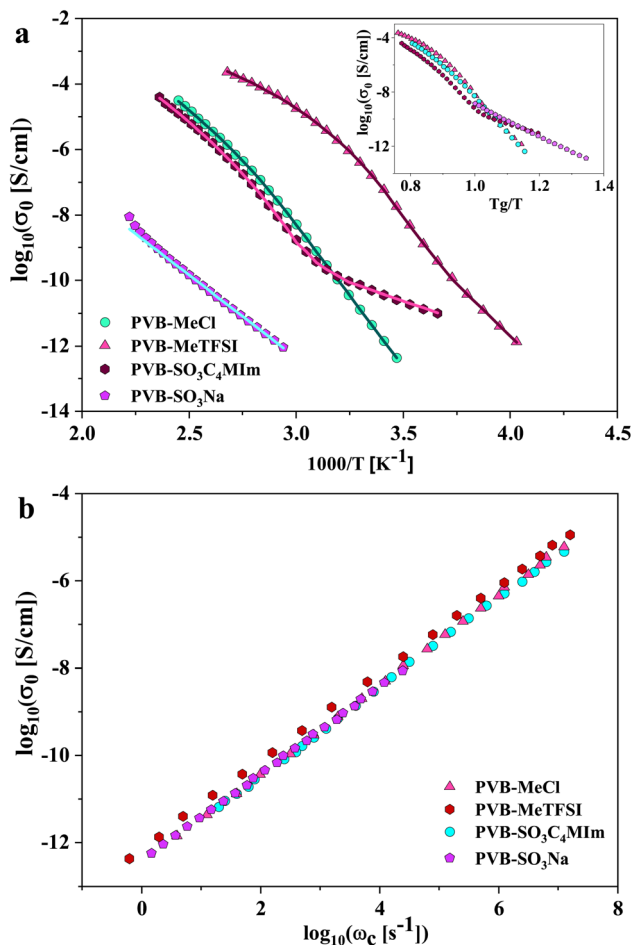 a
log₁₀(σ₀ [S/cm])
-4
-6
-8
-10
-12
-14
2.0
2.5
3.0
3.5
4.0
4.5
1000/T [K⁻¹]
PVB-MeCl
PVB-MeTFSI
PVB-SO₃C₄MIm
PVB-SO₃Na
log₁₀(σ₀ [S/cm]
-4
-8
-12
0.8
1.0
1.2
1.4
Tg/T
b
log₁₀(σ₀ [S/cm])
-4
-6
-8
-10
-12
0
2
4
6
8
log₁₀(ω꜀ [s⁻¹])
PVB-MeCl
PVB-MeTFSI
PVB-SO₃C₄MIm
PVB-SO₃Na